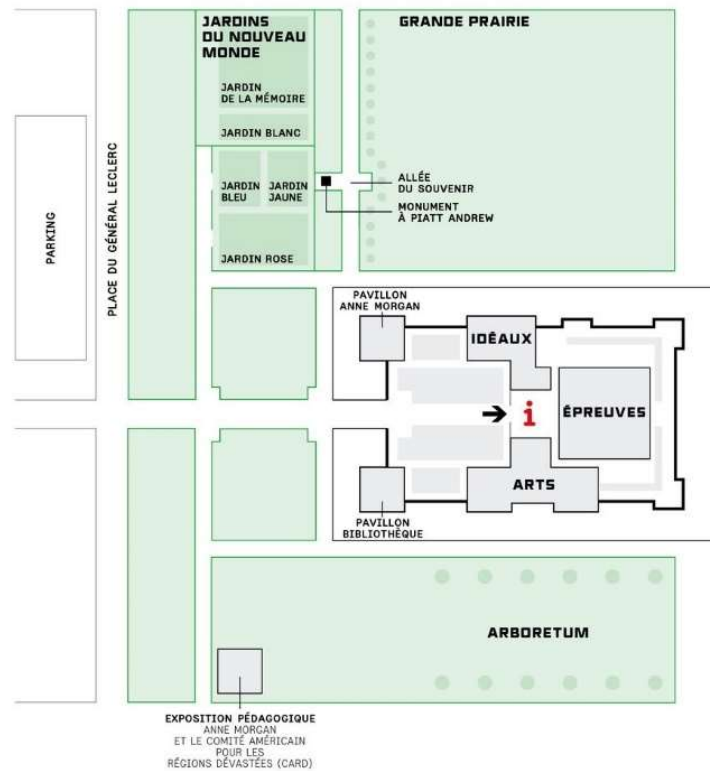 JARDINS
DU NOUVEAU
MONDE
GRANDE PRAIRIE
JARDIN
DE LA MÉMOIRE
JARDIN BLANC
JARDIN
BLEU
JARDIN
JAUNE
JARDIN ROSE
ALLÉE
DU SOUVENIR
MONUMENT
À PIATT ANDREW
PARKING
PLACE DU GÉNÉRAL LECLERC
PAVILLON
ANNE MORGAN
IDÉAUX
i
ÉPREUVES
ARTS
PAVILLON
BIBLIOTHÈQUE
ARBORETUM
EXPOSITION PÉDAGOGIQUE
ANNE MORGAN
ET LE COMITÉ AMÉRICAIN
POUR LES
RÉGIONS DÉVASTÉES (CARD)